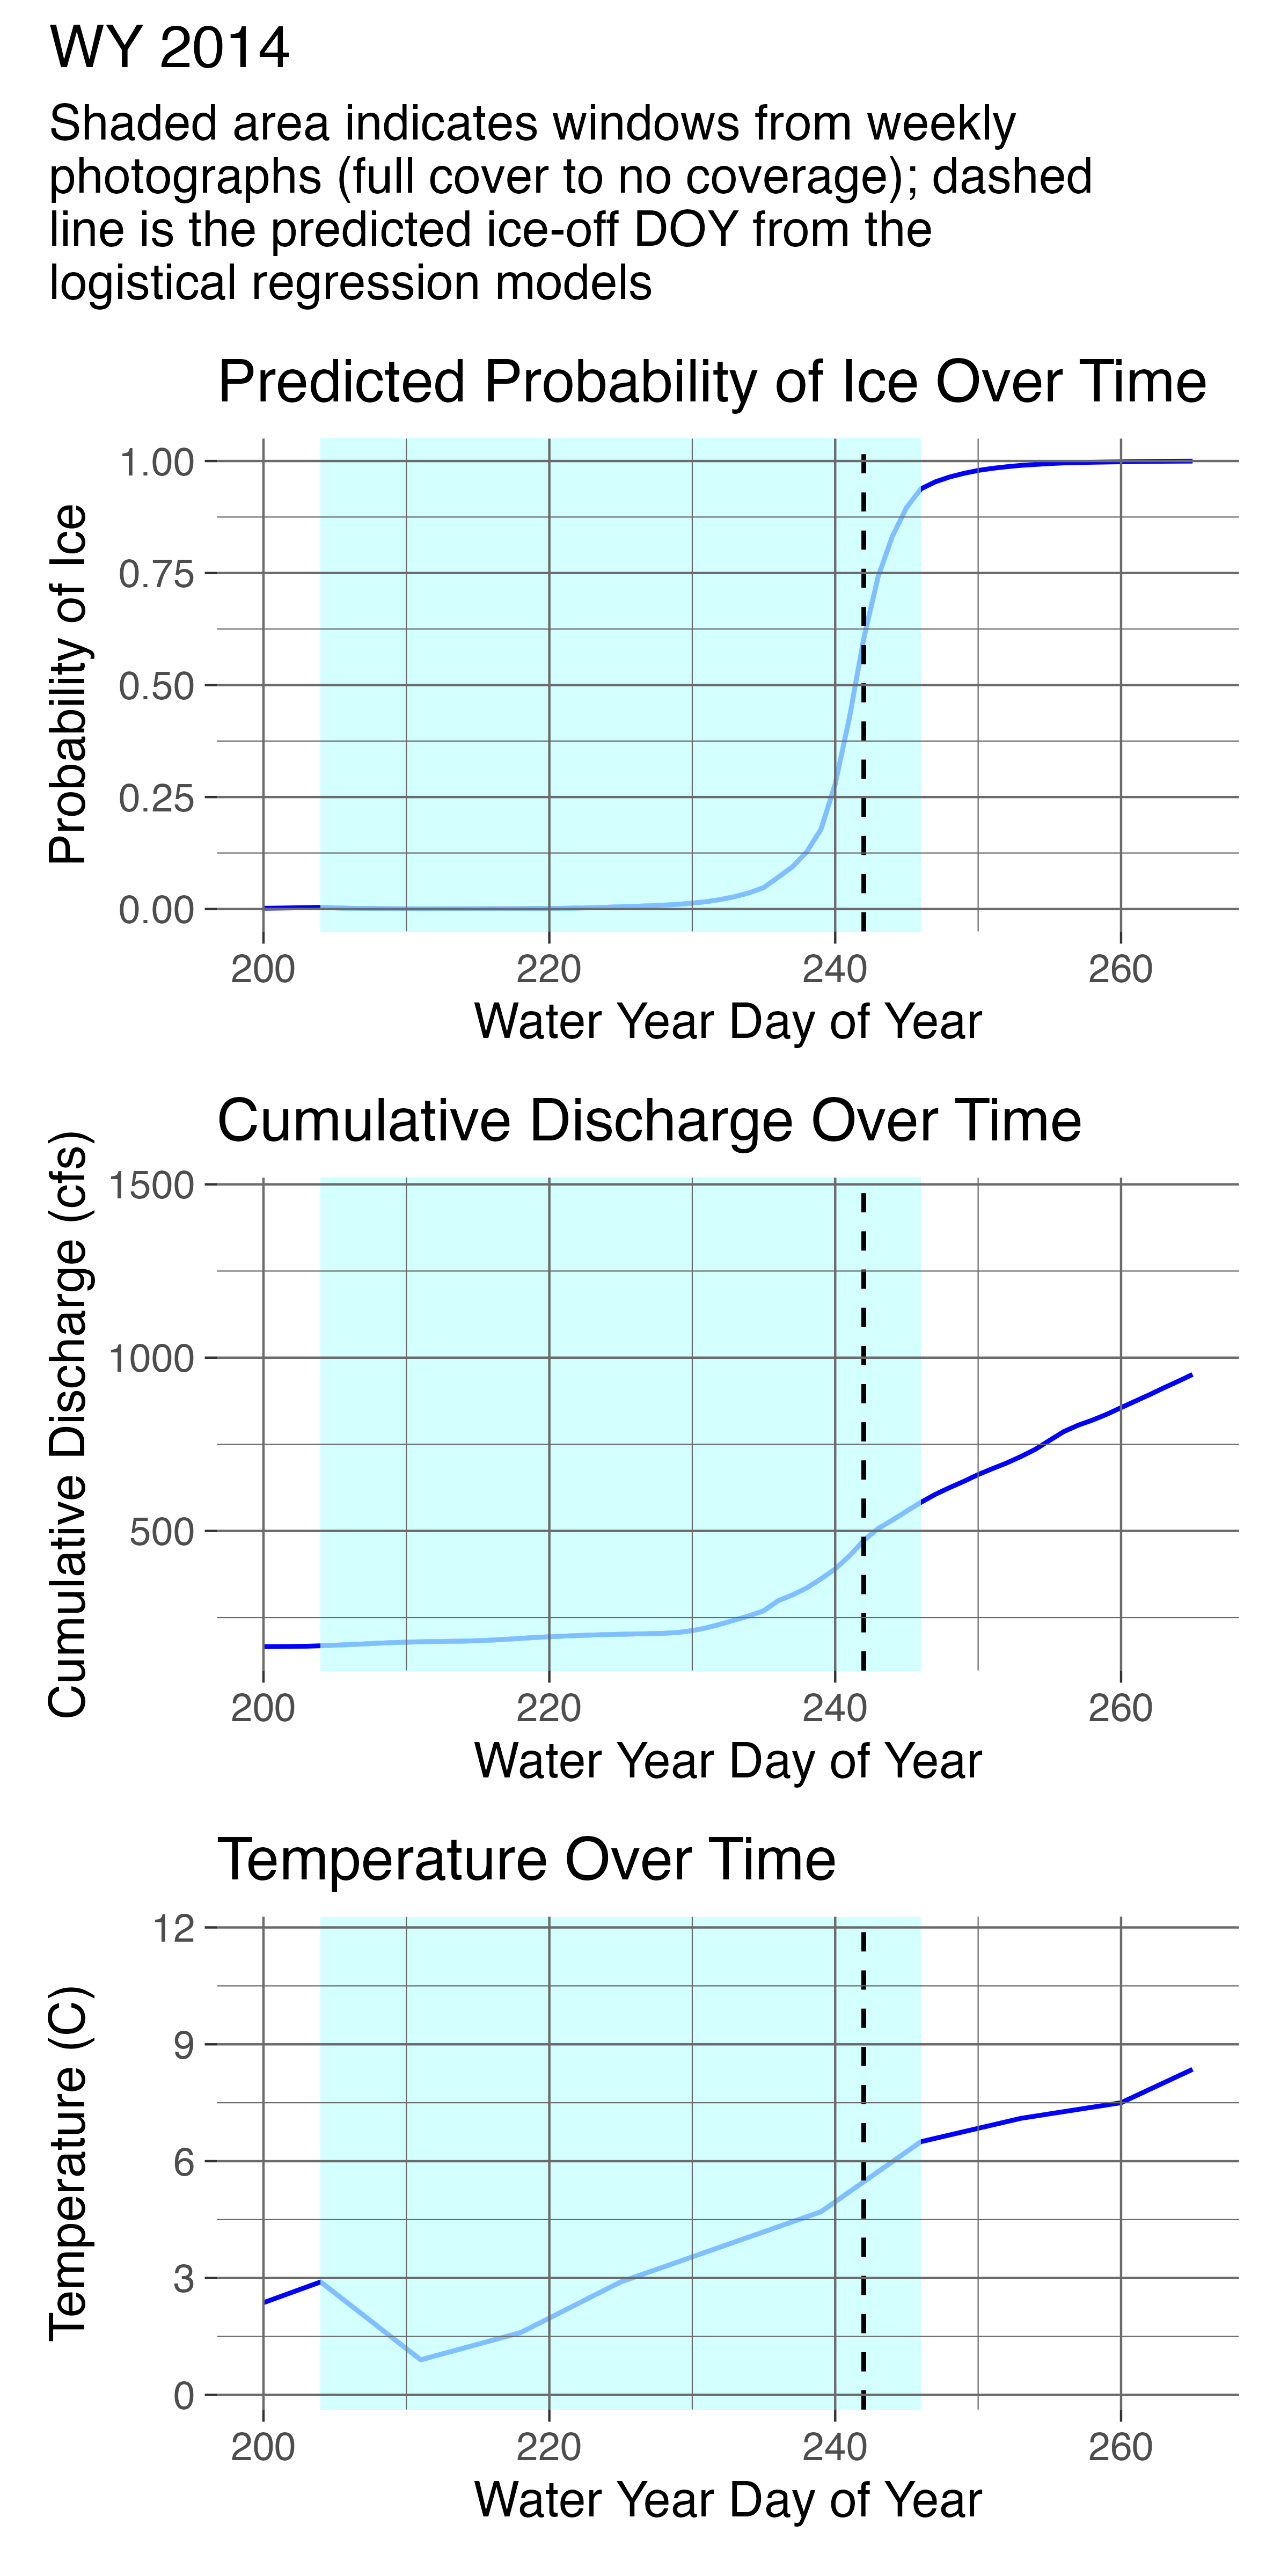 WY 2014
Shaded area indicates windows from weekly
photographs (full cover to no coverage); dashed
line is the predicted ice-off DOY from the
logistical regression models
Predicted Probability of Ice Over Time
Probability of Ice
1.00
0.75
0.50
0.25
0.00
200 220 240 260
Water Year Day of Year
Cumulative Discharge Over Time
Cumulative Discharge (cfs)
1500
1000
500
200 220 240 260
Water Year Day of Year
Temperature Over Time
Temperature (C)
12
9
6
3
0
200 220 240 260
Water Year Day of Year